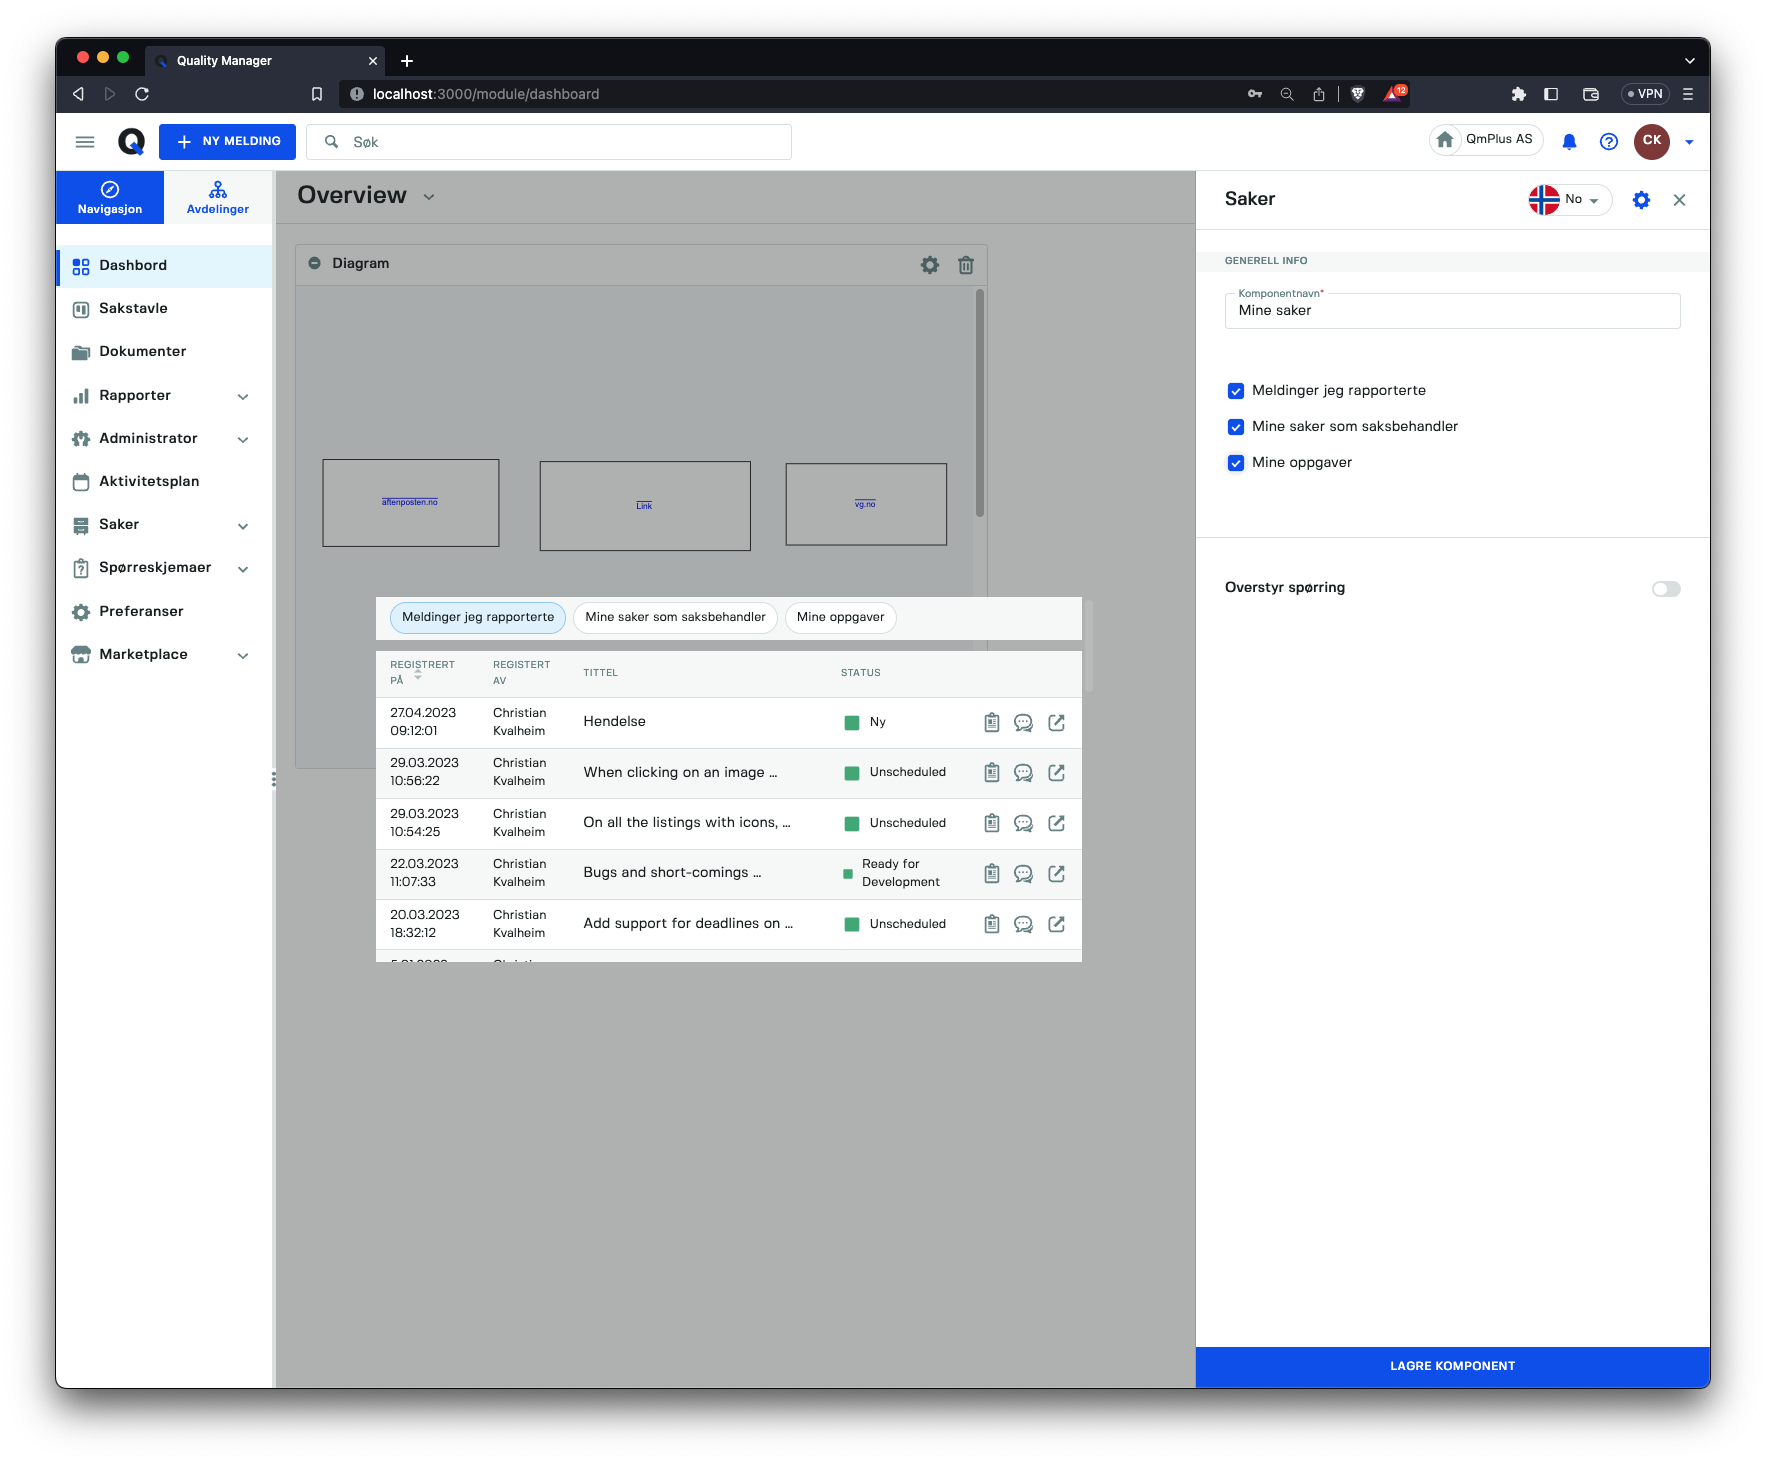 Quality Manager
localhost:3000/module/dashboard
12
VPN
Q
NY MELDING
Søk
QmPlus AS
CK
Navigasjon
Avdelinger
Dashbord
Sakstavle
Dokumenter
Rapporter
Administrator
Aktivitetsplan
Saker
Spørreskjemaer
Preferanser
Marketplace
Overview
Diagram
aftenposten.no
Link
vg.no
Meldinger jeg rapporterte
Mine saker som saksbehandler
Mine oppgaver
REGISTRERT PÅ
REGISTERT AV
TITTEL
STATUS
27.04.2023 09:12:01
Christian Kvalheim
Hendelse
Ny
29.03.2023 10:56:22
Christian Kvalheim
When clicking on an image ...
Unscheduled
29.03.2023 10:54:25
Christian Kvalheim
On all the listings with icons, ...
Unscheduled
22.03.2023 11:07:33
Christian Kvalheim
Bugs and short-comings ...
Ready for Development
20.03.2023 18:32:12
Christian Kvalheim
Add support for deadlines on ...
Unscheduled
Saker
No
GENERELL INFO
Komponentnavn*
Mine saker
Meldinger jeg rapporterte
Mine saker som saksbehandler
Mine oppgaver
Overstyr spørring
LAGRE KOMPONENT